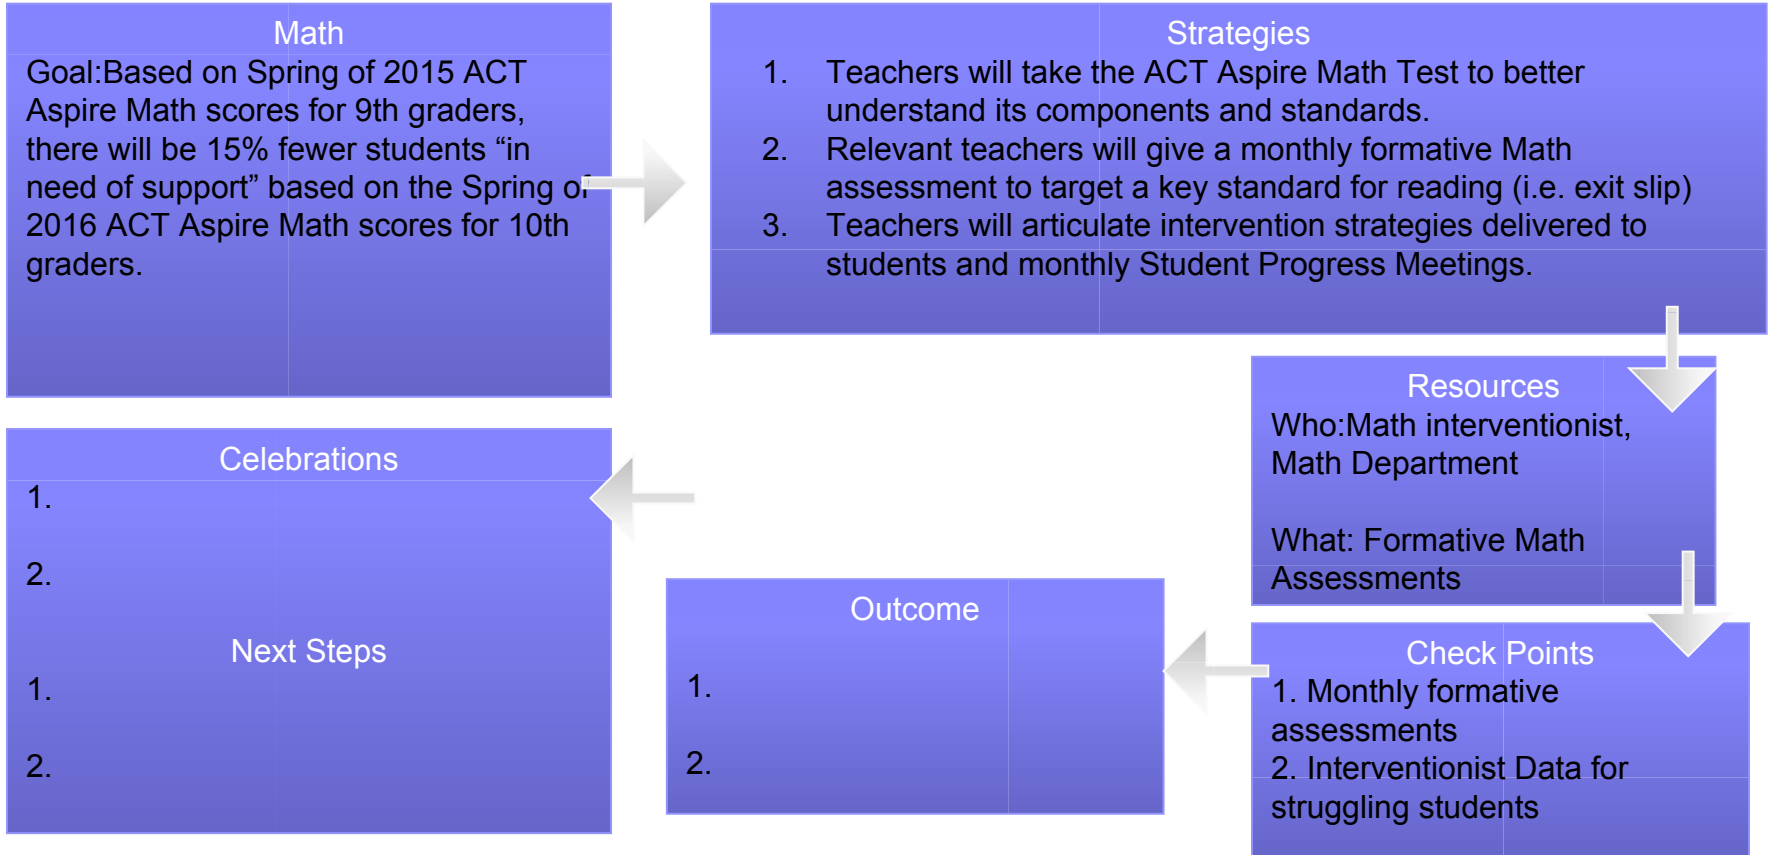 Math
Goal:Based on Spring of 2015 ACT
Aspire Math scores for 9th graders,
there will be 15% fewer students “in
need of support” based on the Spring of
2016 ACT Aspire Math scores for 10th
graders.
Strategies
1. Teachers will take the ACT Aspire Math Test to better
understand its components and standards.
2. Relevant teachers will give a monthly formative Math
assessment to target a key standard for reading (i.e. exit slip)
3. Teachers will articulate intervention strategies delivered to
students and monthly Student Progress Meetings.
Resources
Who:Math interventionist,
Math Department
What: Formative Math
Assessments
Check Points
1. Monthly formative
assessments
2. Interventionist Data for
struggling students
Outcome
1.
2.
Celebrations
1.
2.
Next Steps
1.
2.